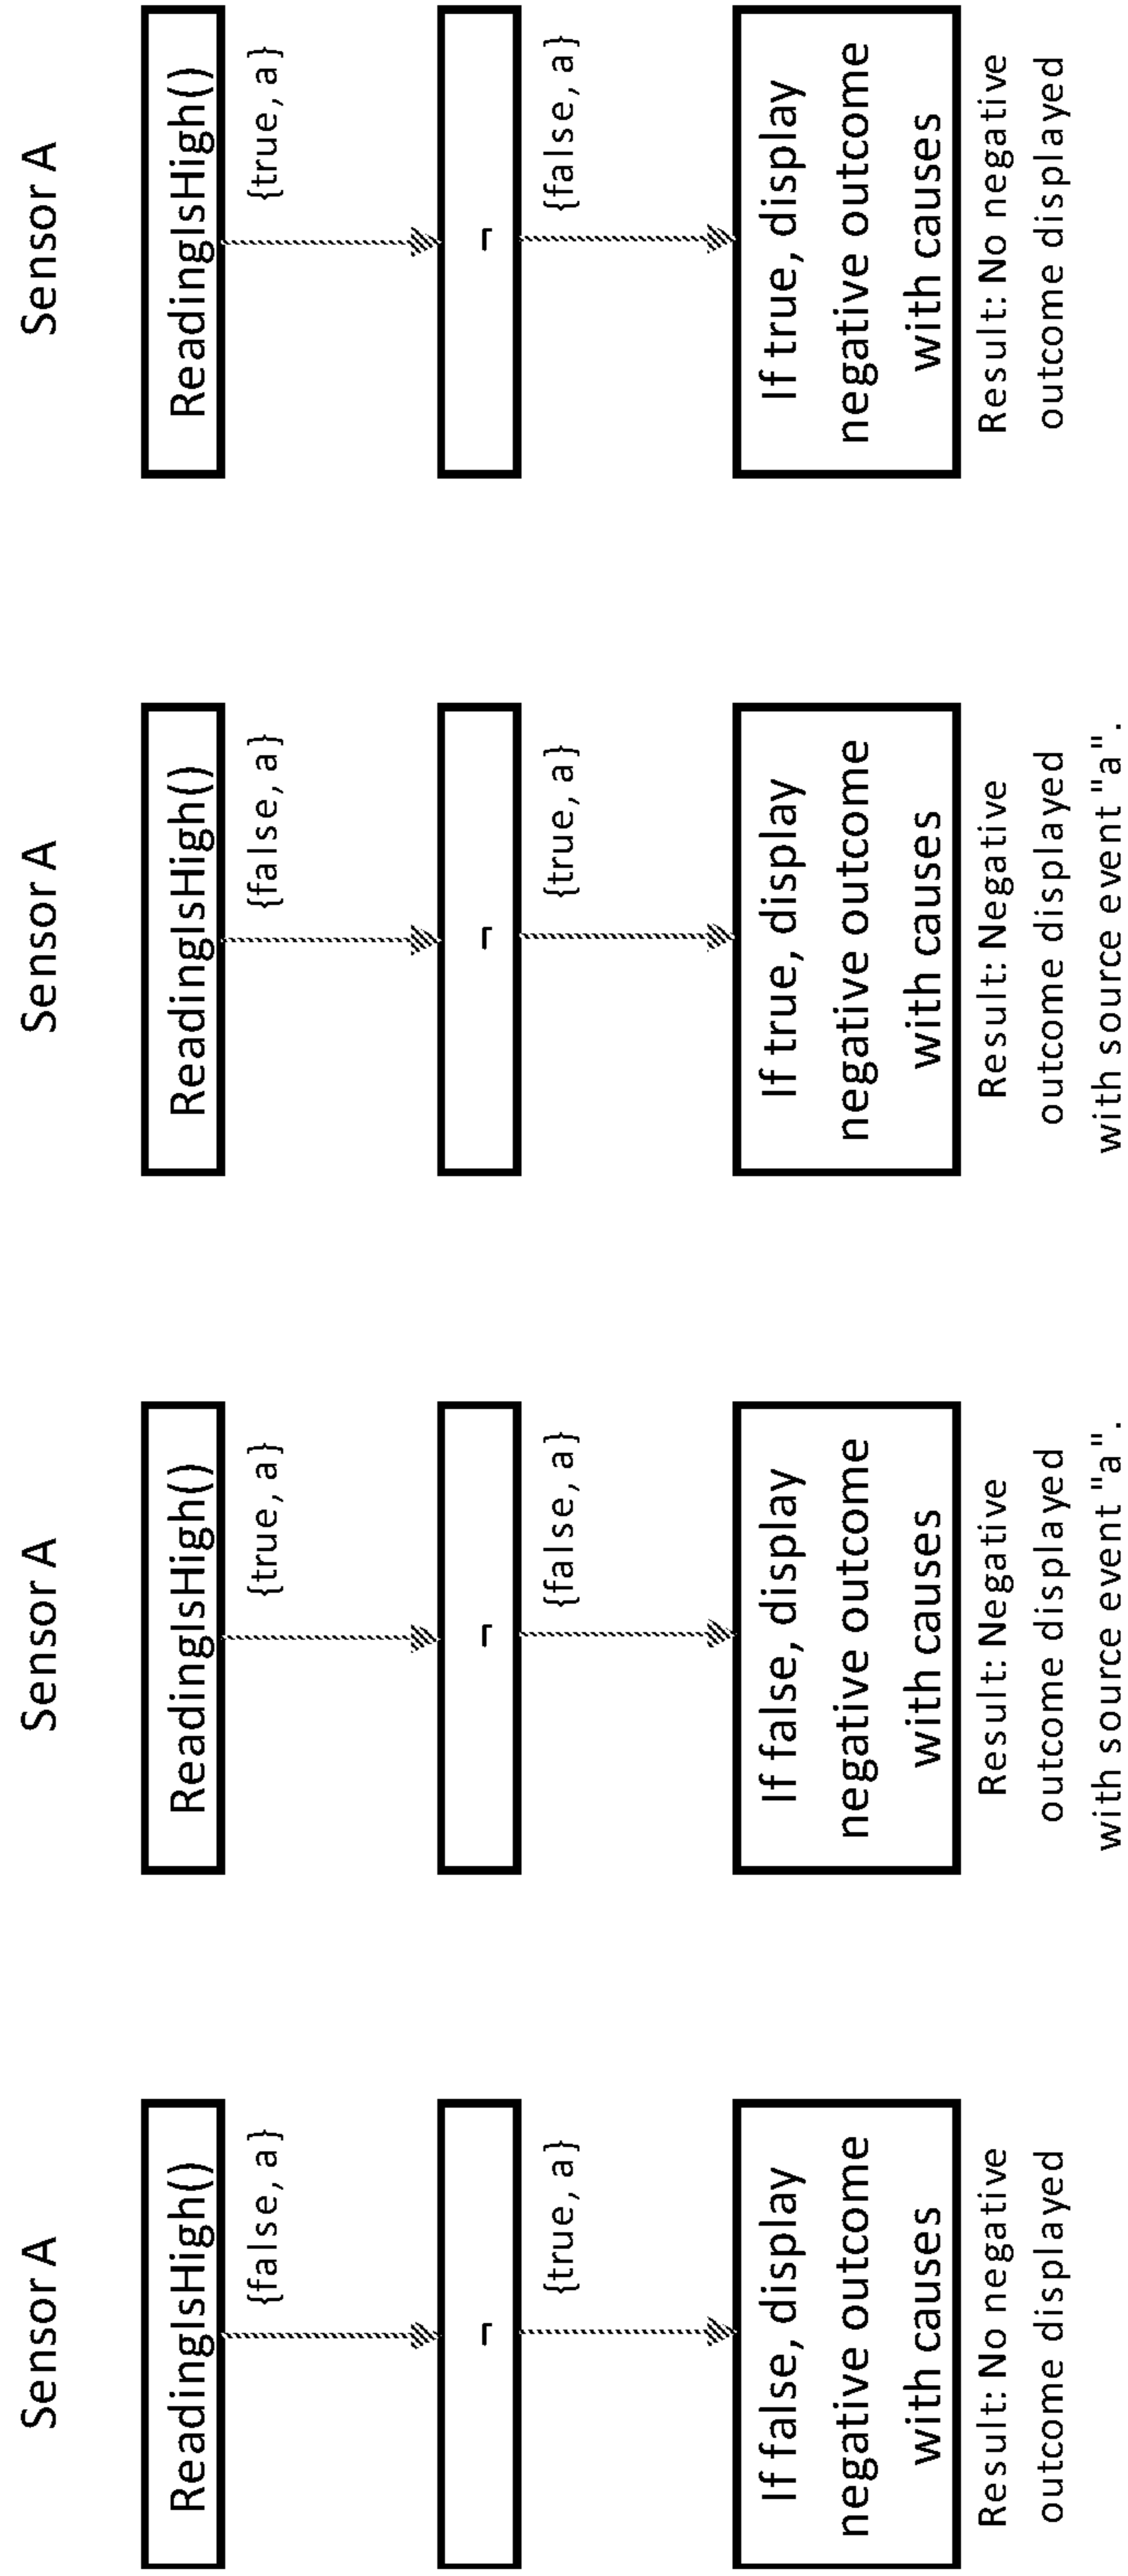 Sensor A
ReadingIsHigh()
{false, a}
¬
{true, a}
If false, display
negative outcome
with causes
Result: No negative
outcome displayed
Sensor A
ReadingIsHigh()
{true, a}
¬
{false, a}
If false, display
negative outcome
with causes
Result: Negative
outcome displayed
with source event "a".
Sensor A
ReadingIsHigh()
{false, a}
¬
{true, a}
If true, display
negative outcome
with causes
Result: Negative
outcome displayed
with source event "a".
Sensor A
ReadingIsHigh()
{true, a}
¬
{false, a}
If true, display
negative outcome
with causes
Result: No negative
outcome displayed